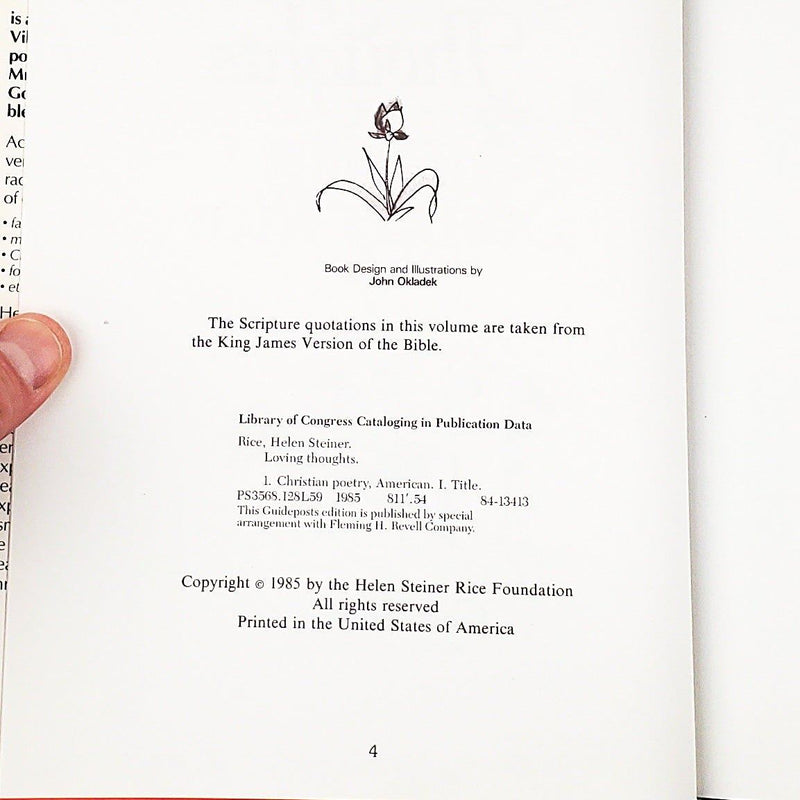 is
po
of
Book Design and Illustrations by
John Okladek
The Scripture quotations in this volume are taken from
the King James Version of the Bible.
Library of Congress Cataloging in Publication Data
Rice, Helen Steiner.
Loving thoughts.
1. Christian poetry, American. I. Title.
PS3568.I28L59 1985 811'.54 84-13413
This Guideposts edition is published by special
arrangement with Fleming H. Revell Company.
Copyright © 1985 by the Helen Steiner Rice Foundation
All rights reserved
Printed in the United States of America
4